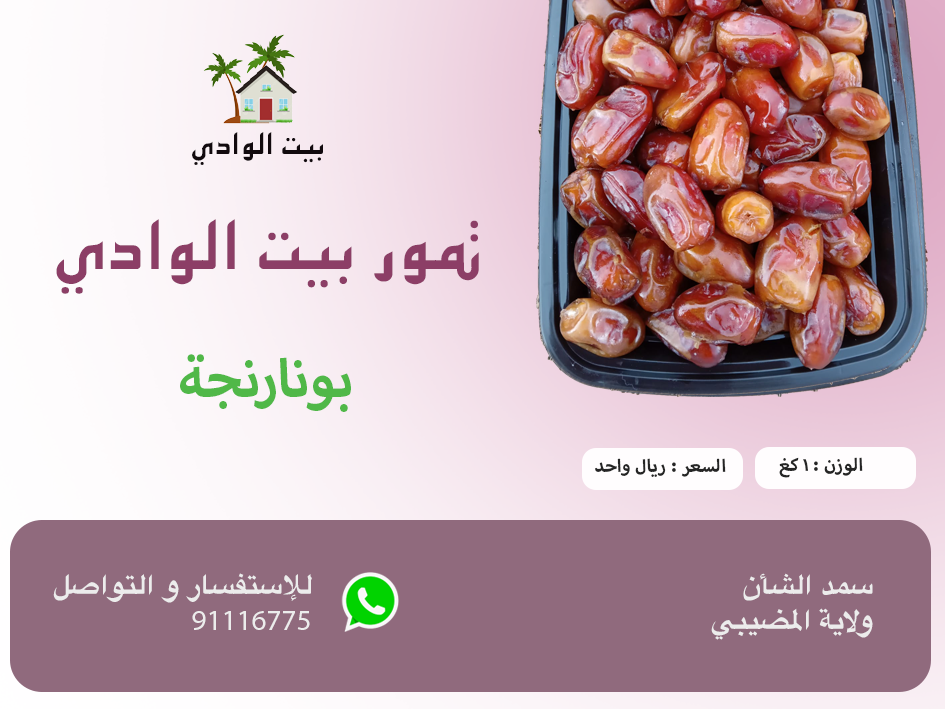 بيت الوادي
تمور بيت الوادي
بونارنجة
الوزن : ١ كغ
السعر : ريال واحد
سمد الشأن
ولاية المضيبي
للإستفسار و التواصل
91116775